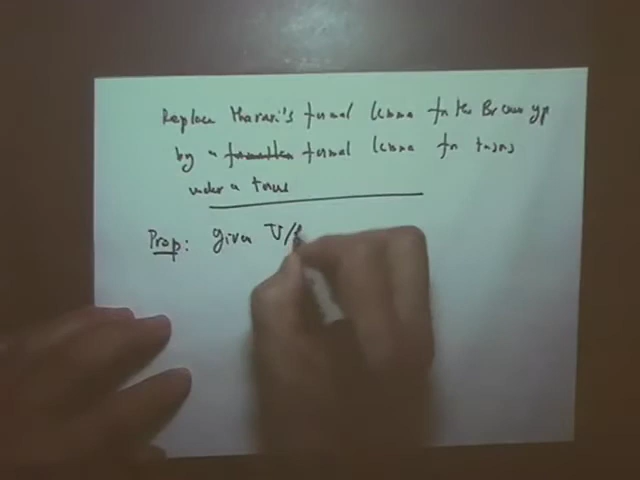 Replace Harari's formal lemma for the Brauer gp
by a formal lemma for torsors
under a torus
Prop: given U/k